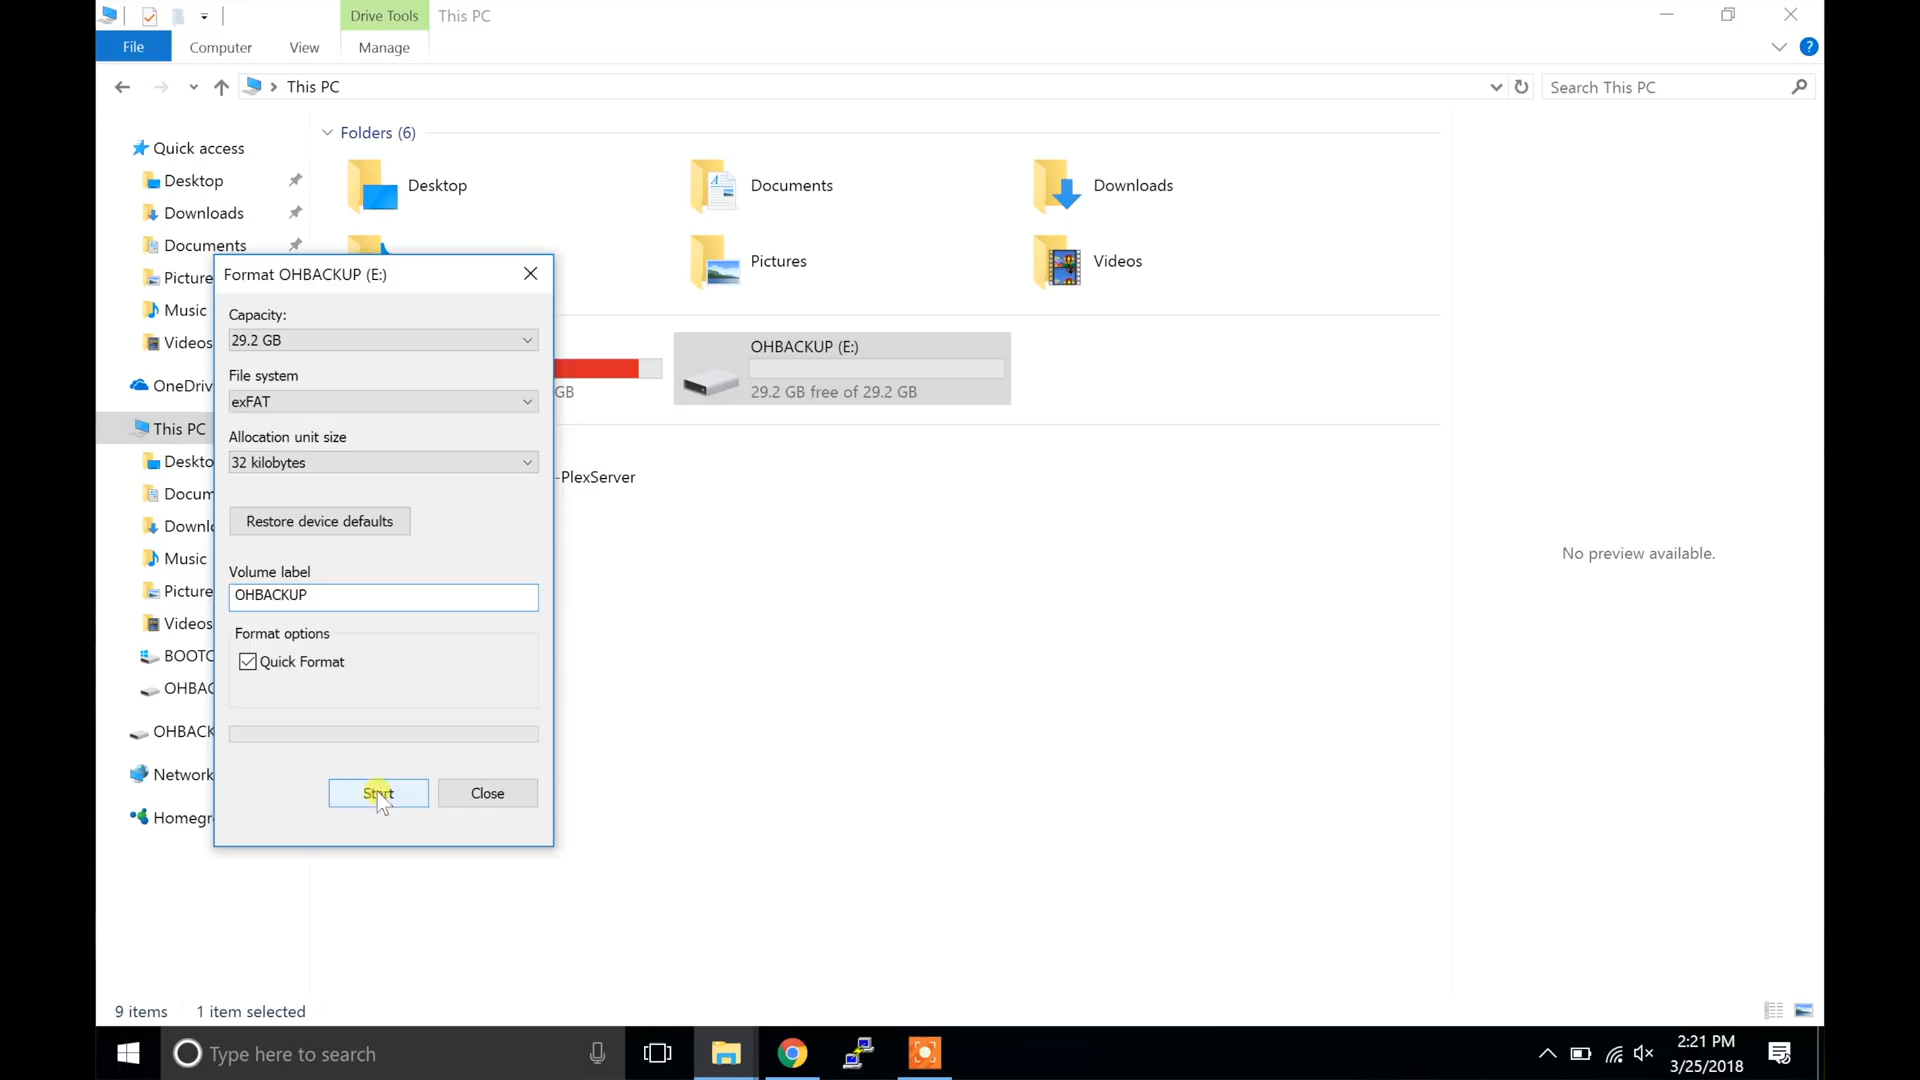 Drive Tools
This PC
File
Computer
View
Manage
?
This PC
Search This PC
Folders (6)
Quick access
Desktop
Downloads
Documents
Picture
Music
Videos
OneDriv
This PC
Deskto
Docum
Downlo
Music
Picture
Videos
BOOTC
OHBAC
OHBACK
Network
Homegr
Desktop
Documents
Downloads
Pictures
Videos
GB
OHBACKUP (E:)
29.2 GB free of 29.2 GB
-PlexServer
Format OHBACKUP (E:)
Capacity:
29.2 GB
File system
exFAT
Allocation unit size
32 kilobytes
Restore device defaults
Volume label
OHBACKUP
Format options
Quick Format
Start
Close
No preview available.
9 items
1 item selected
Type here to search
2:21 PM
3/25/2018